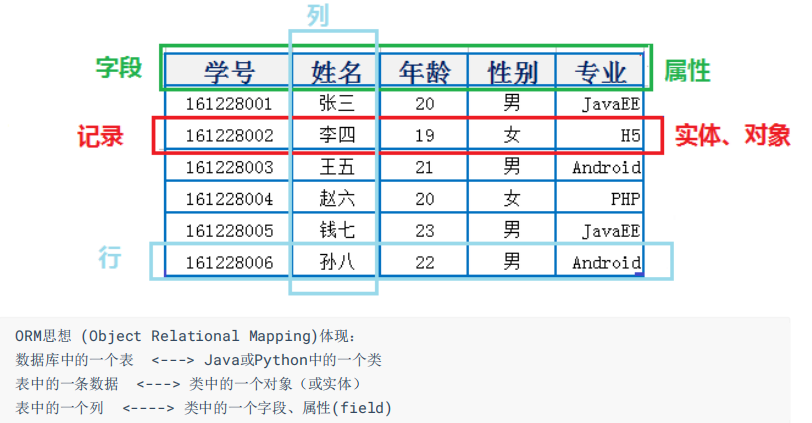 列
字段 学号 姓名 年龄 性别 专业 属性
161228001 张三 20 男 JavaEE
记录 161228002 李四 19 女 H5 实体、对象
161228003 王五 21 男 Android
161228004 赵六 20 女 PHP
161228005 钱七 23 男 JavaEE
行 161228006 孙八 22 男 Android
ORM思想 (Object Relational Mapping)体现：
数据库中的一个表 <---> Java或Python中的一个类
表中的一条数据 <---> 类中的一个对象（或实体）
表中的一个列 <----> 类中的一个字段、属性(field)